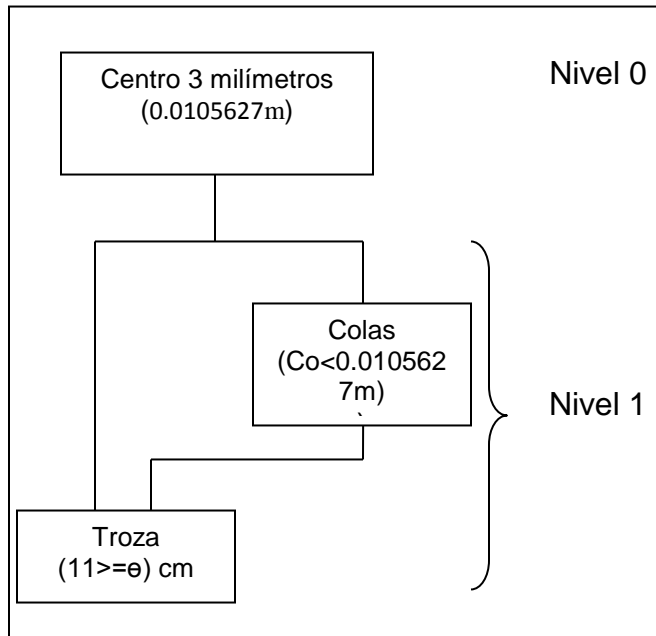 Centro 3 milímetros
(0.0105627m)
Nivel 0
Colas
(Co<0.010562
7m)
Nivel 1
Troza
(11>=ɵ) cm